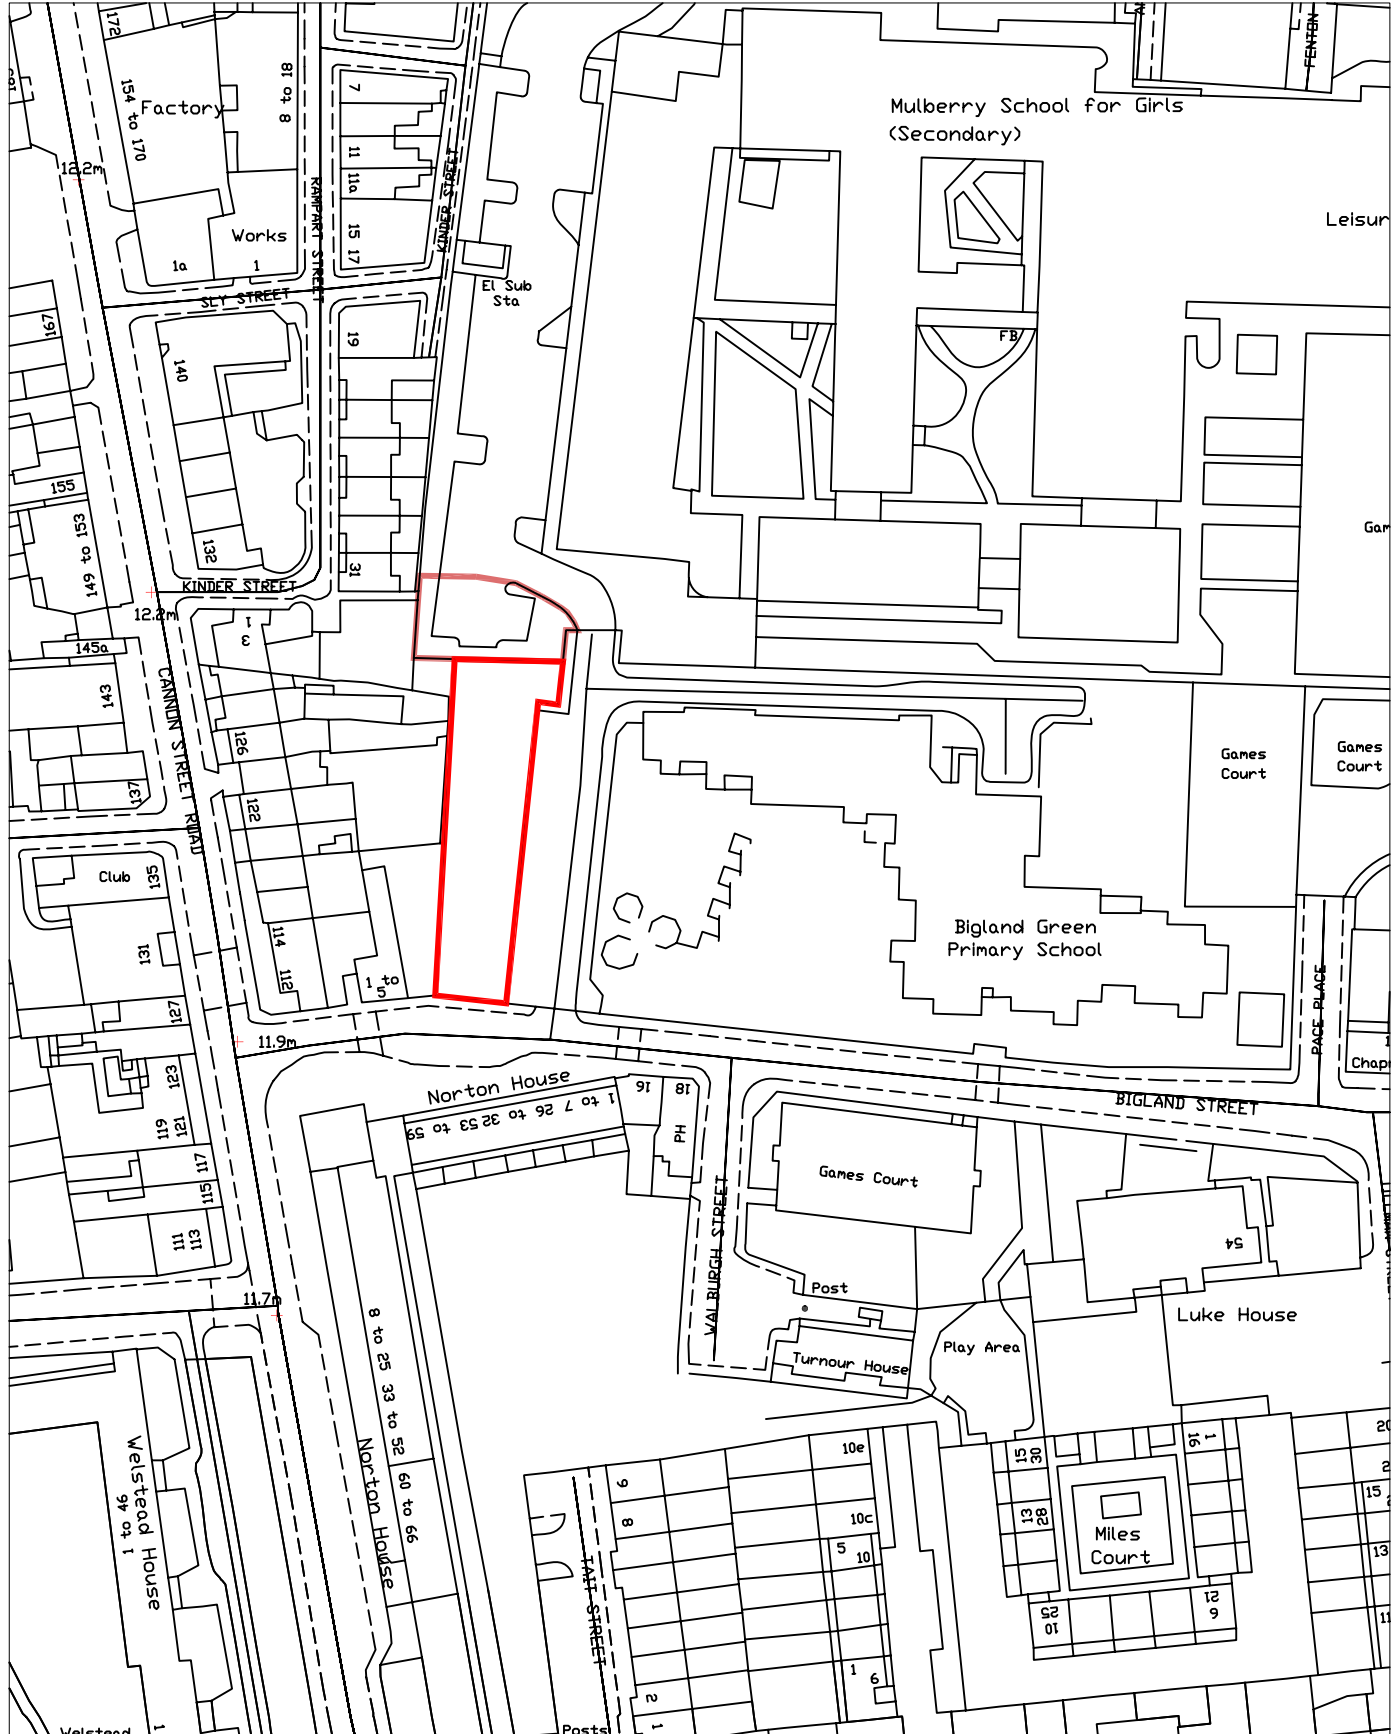 172
FENTON
7
8 to 18
154 to 170
Factory
Mulberry School for Girls
(Secondary)
11
12.2m
11a
KINDER STREET
RAMPART STREET
Works
15
17
Leisur
1a
1
El Sub
Sta
SLY STREET
167
19
FB
140
155
149 to 153
Gam
132
31
KINDER STREET
12.2m
1
3
145a
143
CANNON STREET ROAD
126
Games
Court
Games
Court
137
122
Club
135
131
114
112
1 to
5
Bigland Green
Primary School
127
PACE PLACE
11.9m
123
Norton House
1 to 7 26 to 32 53 to 59
16
18
PH
Chap
BIGLAND STREET
119
121
117
115
111
113
Games Court
WALBURGH STREET
54
11.7m
Post
Luke House
8 to 25 33 to 52 60 to 66
Turnour House
Play Area
Norton House
Welstead House
1 to 46
10e
15
30
16
1
20
9
8
10c
13
28
15
Miles
Court
5
10
13
TAIT STREET
25
10
21
9
11
1
6
2
1
1
Welstead
Posts